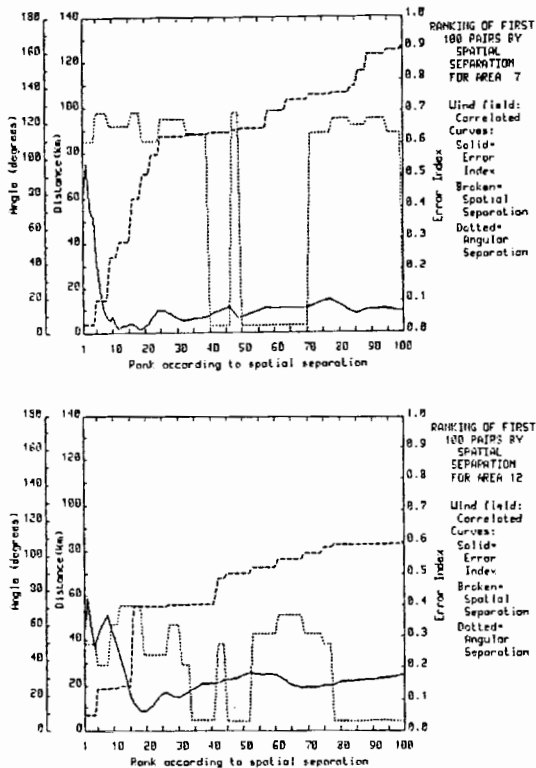 180
160
140
120
100
80
60
40
20
0
Angle (degrees)
140
120
100
80
60
40
20
0
Distance(km)
1.0
0.9
0.8
0.7
0.6
0.5
0.4
0.3
0.2
0.1
0.0
Error Index
1 10 20 30 40 50 60 70 80 90 100
Rank according to spatial separation
RANKING OF FIRST
100 PAIRS BY
SPATIAL
SEPARATION
FOR AREA 7
Wind field:
Correlated
Curves:
Solid=
Error
Index
Broken=
Spatial
Separation
Dotted=
Angular
Separation
180
160
140
120
100
80
60
40
20
0
Angle (degrees)
140
120
100
80
60
40
20
0
Distance(km)
1.0
0.9
0.8
0.7
0.6
0.5
0.4
0.3
0.2
0.1
0.0
Error Index
1 10 20 30 40 50 60 70 80 90 100
Rank according to spatial separation
RANKING OF FIRST
100 PAIRS BY
SPATIAL
SEPARATION
FOR AREA 12
Wind field:
Correlated
Curves:
Solid=
Error
Index
Broken=
Spatial
Separation
Dotted=
Angular
Separation